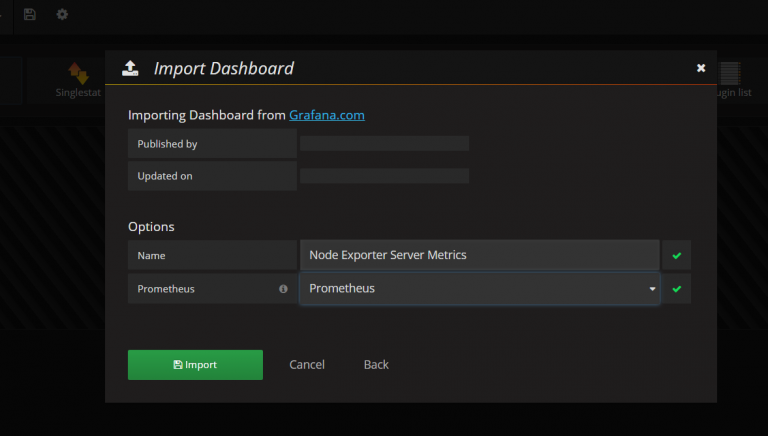 Import Dashboard
Singlestat
ugin list
Importing Dashboard from Grafana.com
Published by
Updated on
Options
Name Node Exporter Server Metrics
Prometheus Prometheus
Import Cancel Back